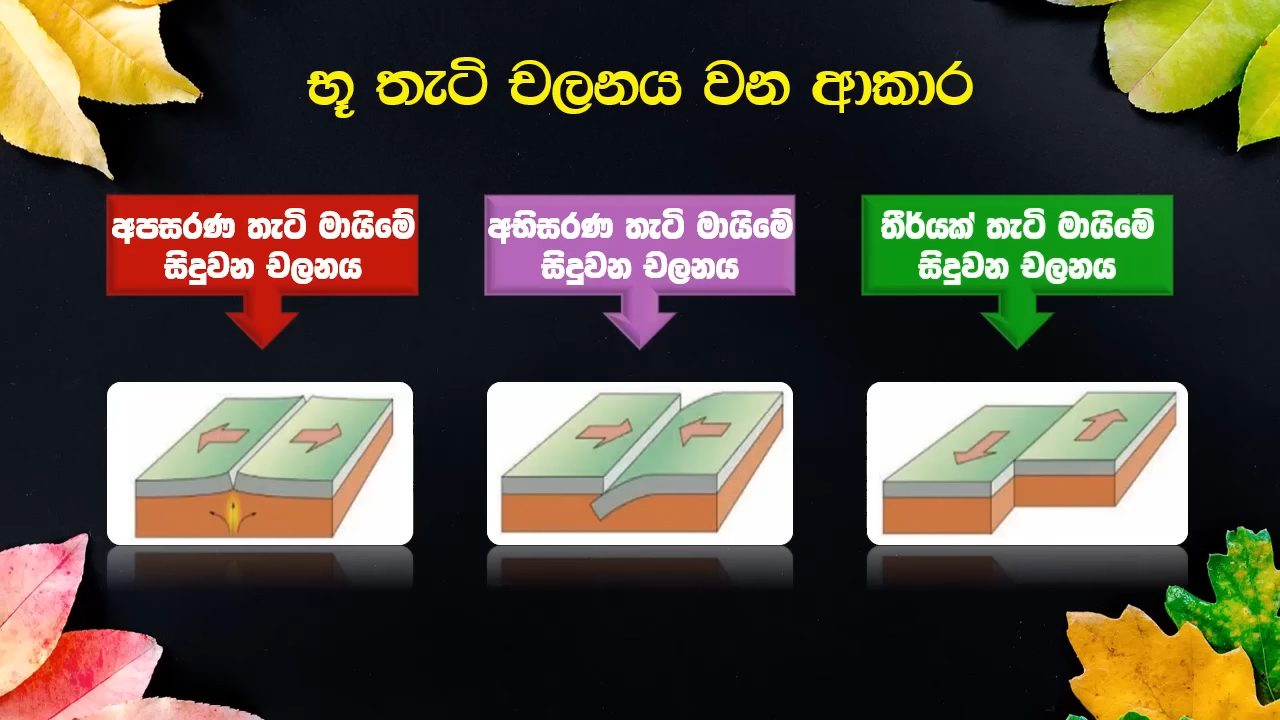 භූ තැටි චලනය වන ආකාර
අපසරණ තැටි මායිමේ
සිදුවන චලනය
අභිසරණ තැටි මායිමේ
සිදුවන චලනය
තීර්යක් තැටි මායිමේ
සිදුවන චලනය